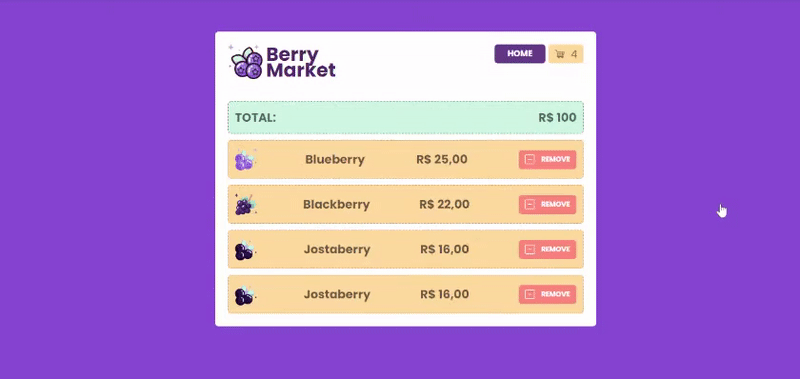 Berry
Market
HOME
4
TOTAL: R$ 100
Blueberry R$ 25,00 REMOVE
Blackberry R$ 22,00 REMOVE
Jostaberry R$ 16,00 REMOVE
Jostaberry R$ 16,00 REMOVE